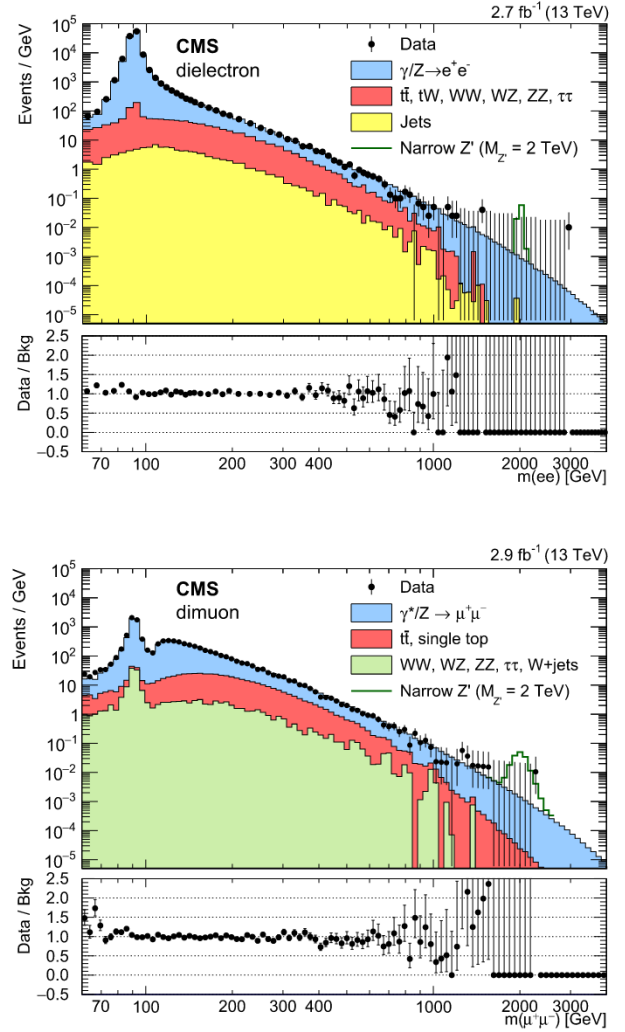 2.7 fb⁻¹ (13 TeV)
Events / GeV
10⁵
10⁴
10³
10²
10
1
10⁻¹
10⁻²
10⁻³
10⁻⁴
10⁻⁵
CMS
dielectron
Data
γ/Z→e⁺e⁻
tt̄, tW, WW, WZ, ZZ, ττ
Jets
Narrow Z' (M_Z' = 2 TeV)
Data / Bkg
2.5
2.0
1.5
1.0
0.5
0.0
−0.5
70 100 200 300 400 1000 2000 3000
m(ee) [GeV]
2.9 fb⁻¹ (13 TeV)
Events / GeV
10⁵
10⁴
10³
10²
10
1
10⁻¹
10⁻²
10⁻³
10⁻⁴
10⁻⁵
CMS
dimuon
Data
γ*/Z → μ⁺μ⁻
tt̄, single top
WW, WZ, ZZ, ττ, W+jets
Narrow Z' (M_Z' = 2 TeV)
Data / Bkg
2.5
2.0
1.5
1.0
0.5
0.0
−0.5
70 100 200 300 400 1000 2000 3000
m(μ⁺μ⁻) [GeV]